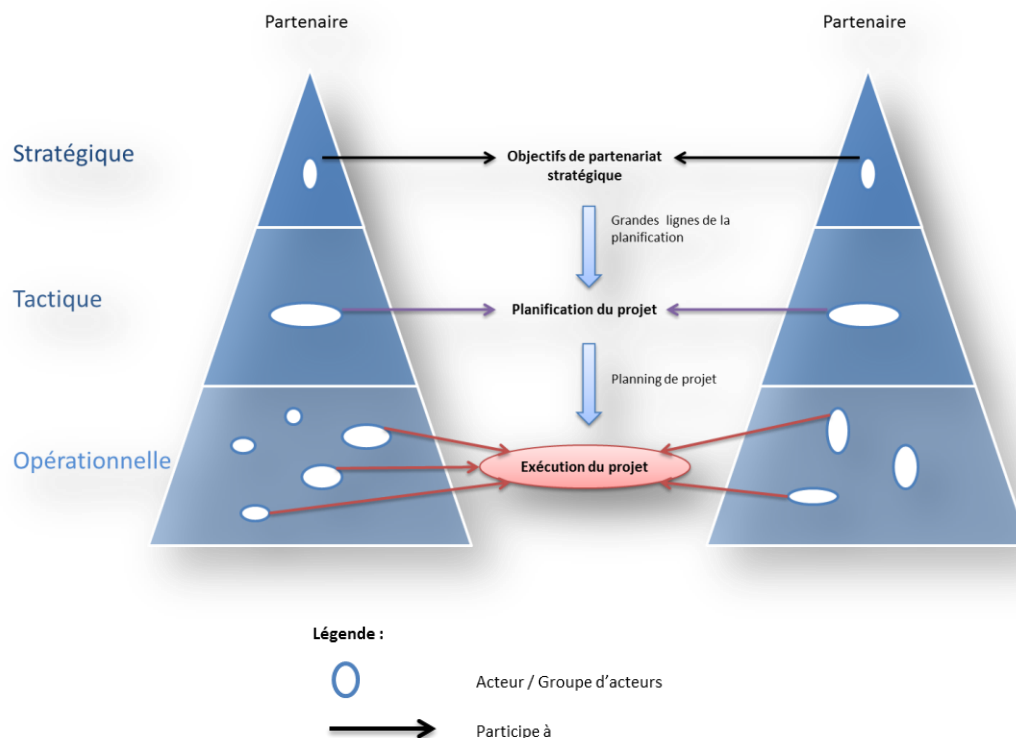 Partenaire
Partenaire
Stratégique
Objectifs de partenariat
stratégique
Grandes lignes de la
planification
Tactique
Planification du projet
Planning de projet
Opérationnelle
Exécution du projet
Légende :
Acteur / Groupe d'acteurs
Participe à